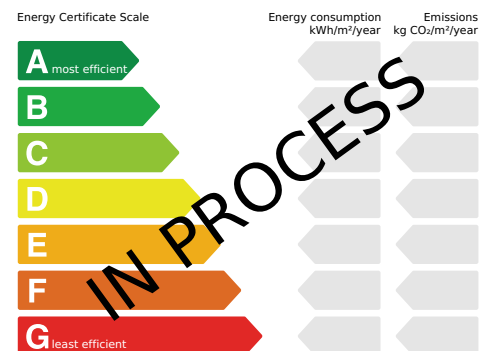 Energy Certificate Scale
Energy consumption
kWh/m²/year
Emissions
kg CO₂/m²/year
A most efficient
B
C
D
E
F
G least efficient
IN PROCESS